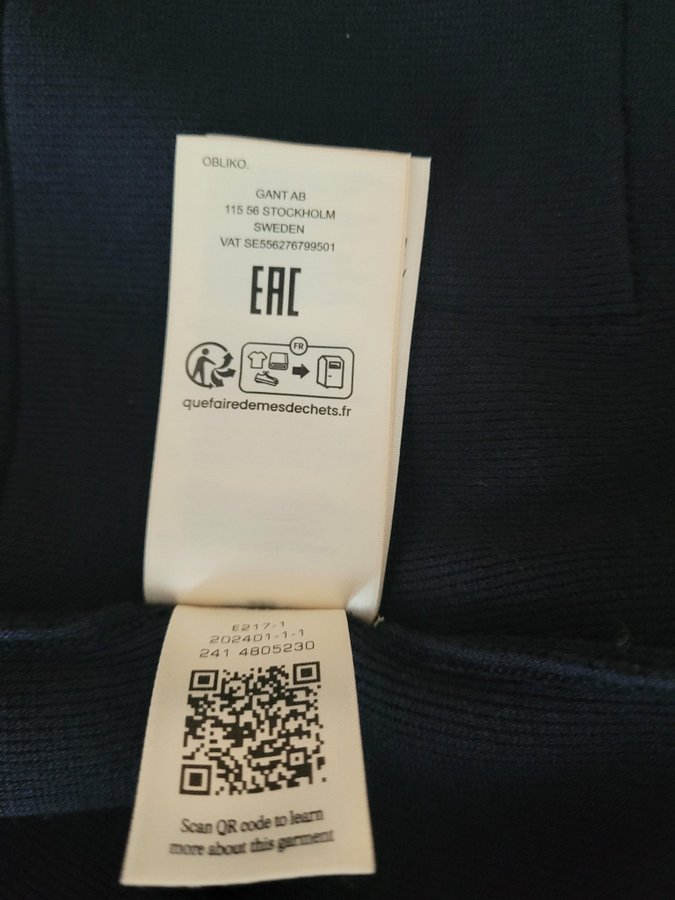 OBLIKO.
GANT AB
115 56 STOCKHOLM
SWEDEN
VAT SE556276799501
EAC
FR
quefairedemesdechets.fr
E217-1
202401-1-1
241 4805230
Scan QR code to learn
more about this garment